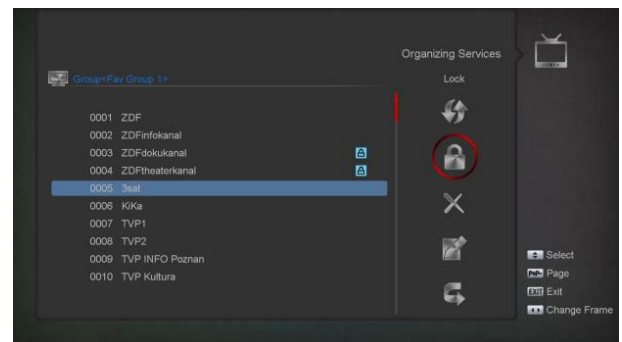 Organizing Services
Group<Fav Group 1>
Lock
0001 ZDF
0002 ZDFinfokanal
0003 ZDFdokukanal
0004 ZDFtheaterkanal
0005 3sat
0006 KiKa
0007 TVP1
0008 TVP2
0009 TVP INFO Poznan
0010 TVP Kultura
Select
Page
EXIT Exit
Change Frame